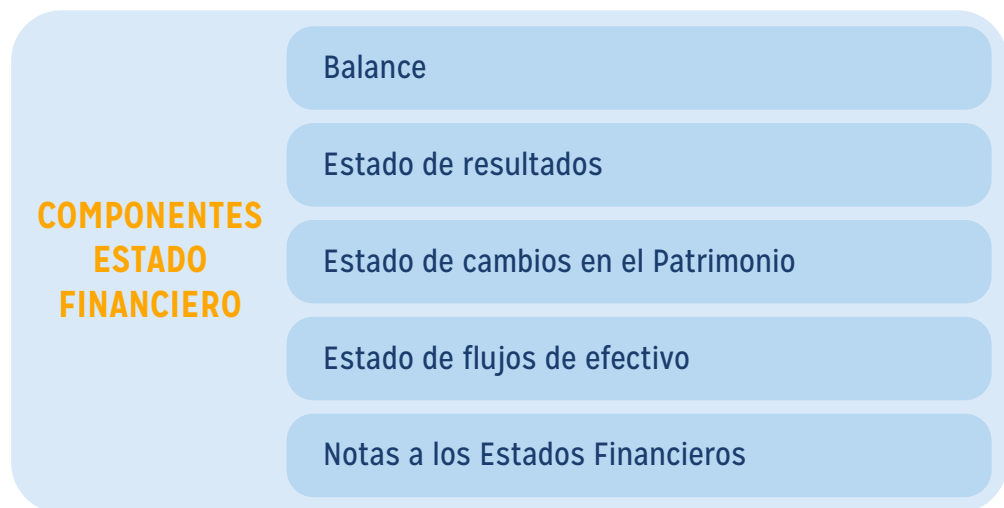 COMPONENTES
ESTADO
FINANCIERO
Balance
Estado de resultados
Estado de cambios en el Patrimonio
Estado de flujos de efectivo
Notas a los Estados Financieros